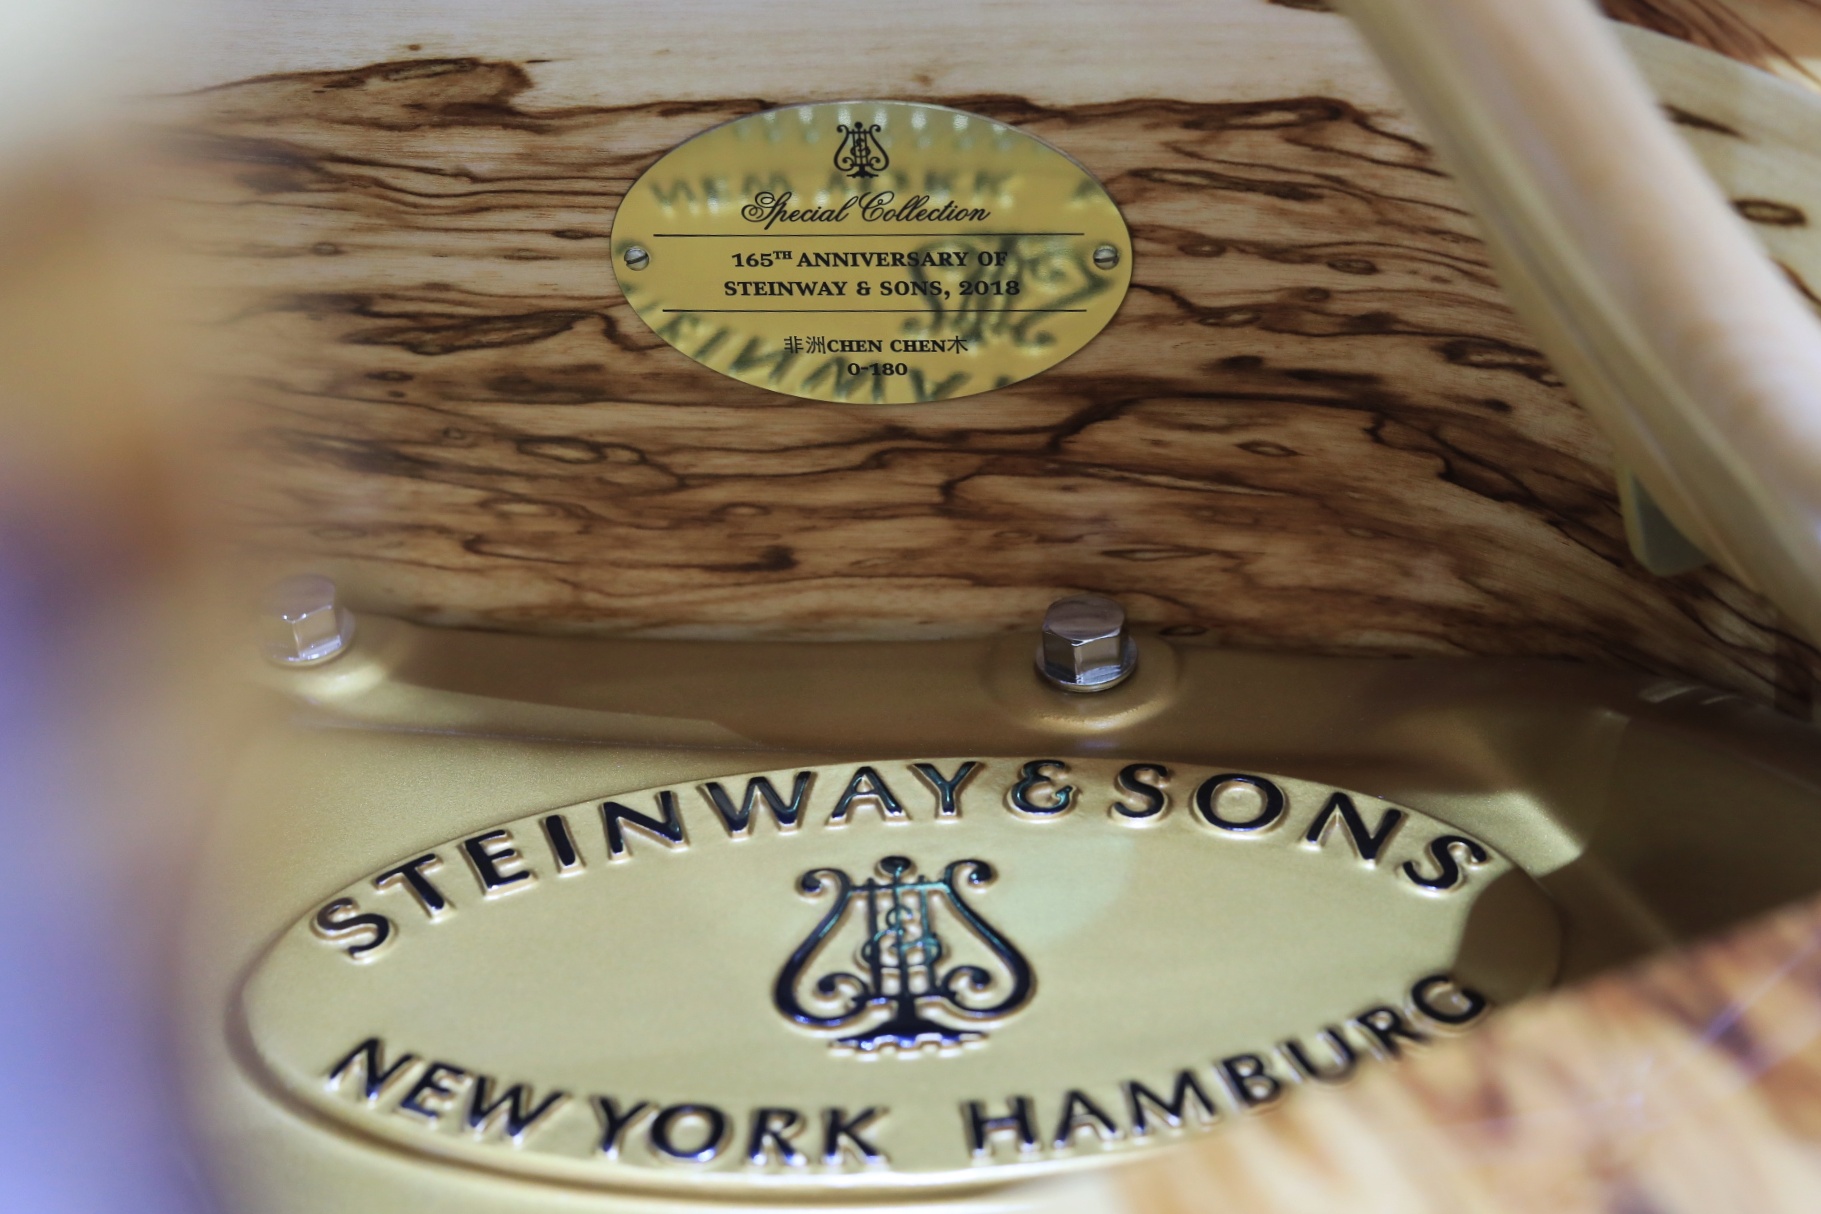 Special Collection
165TH ANNIVERSARY OF
STEINWAY & SONS, 2018
非洲CHEN CHEN木
O-180
STEINWAY & SONS
NEW YORK HAMBURG